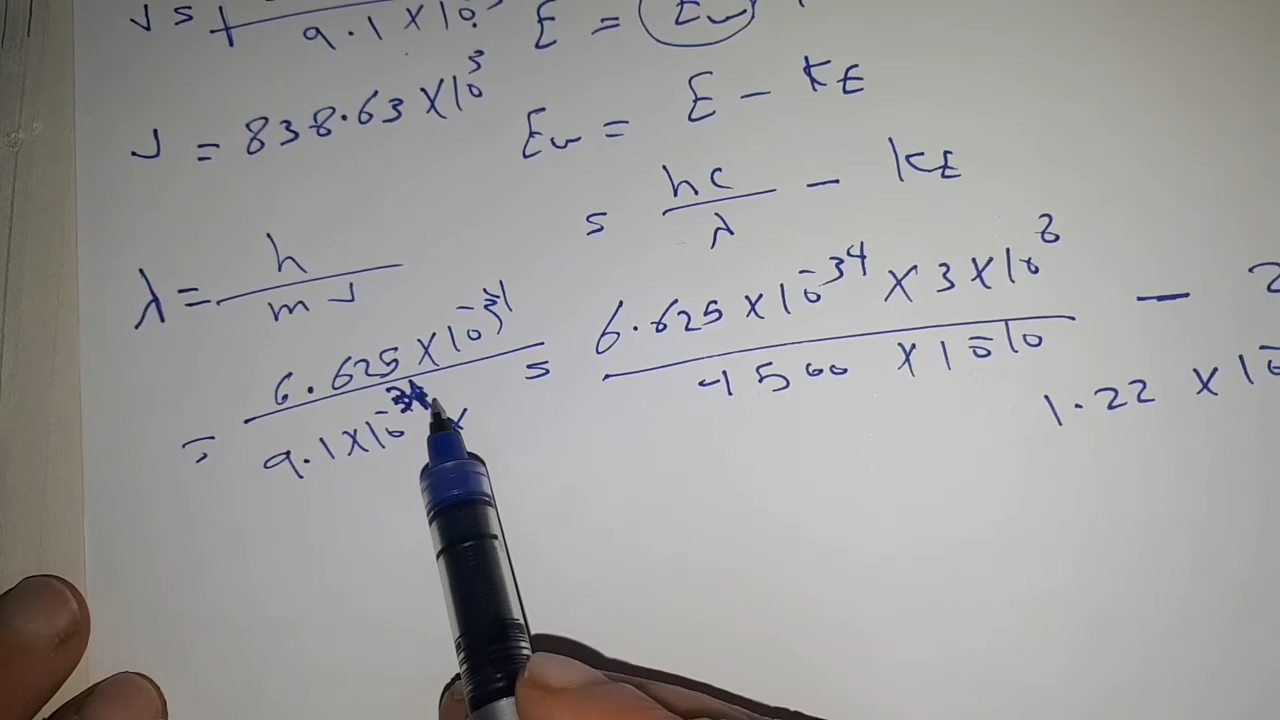 9.1 × 10 E = Ew
v = 838.63 × 10³
Ew = E - KE
= hc/λ - KE
λ = h/mv
= 6.625 × 10⁻³¹ / 9.1 × 10⁻ ×
= 6.625 × 10⁻³⁴ × 3 × 10⁸ / 4500 × 10⁻¹⁰ - 2
1.22 × 10⁻